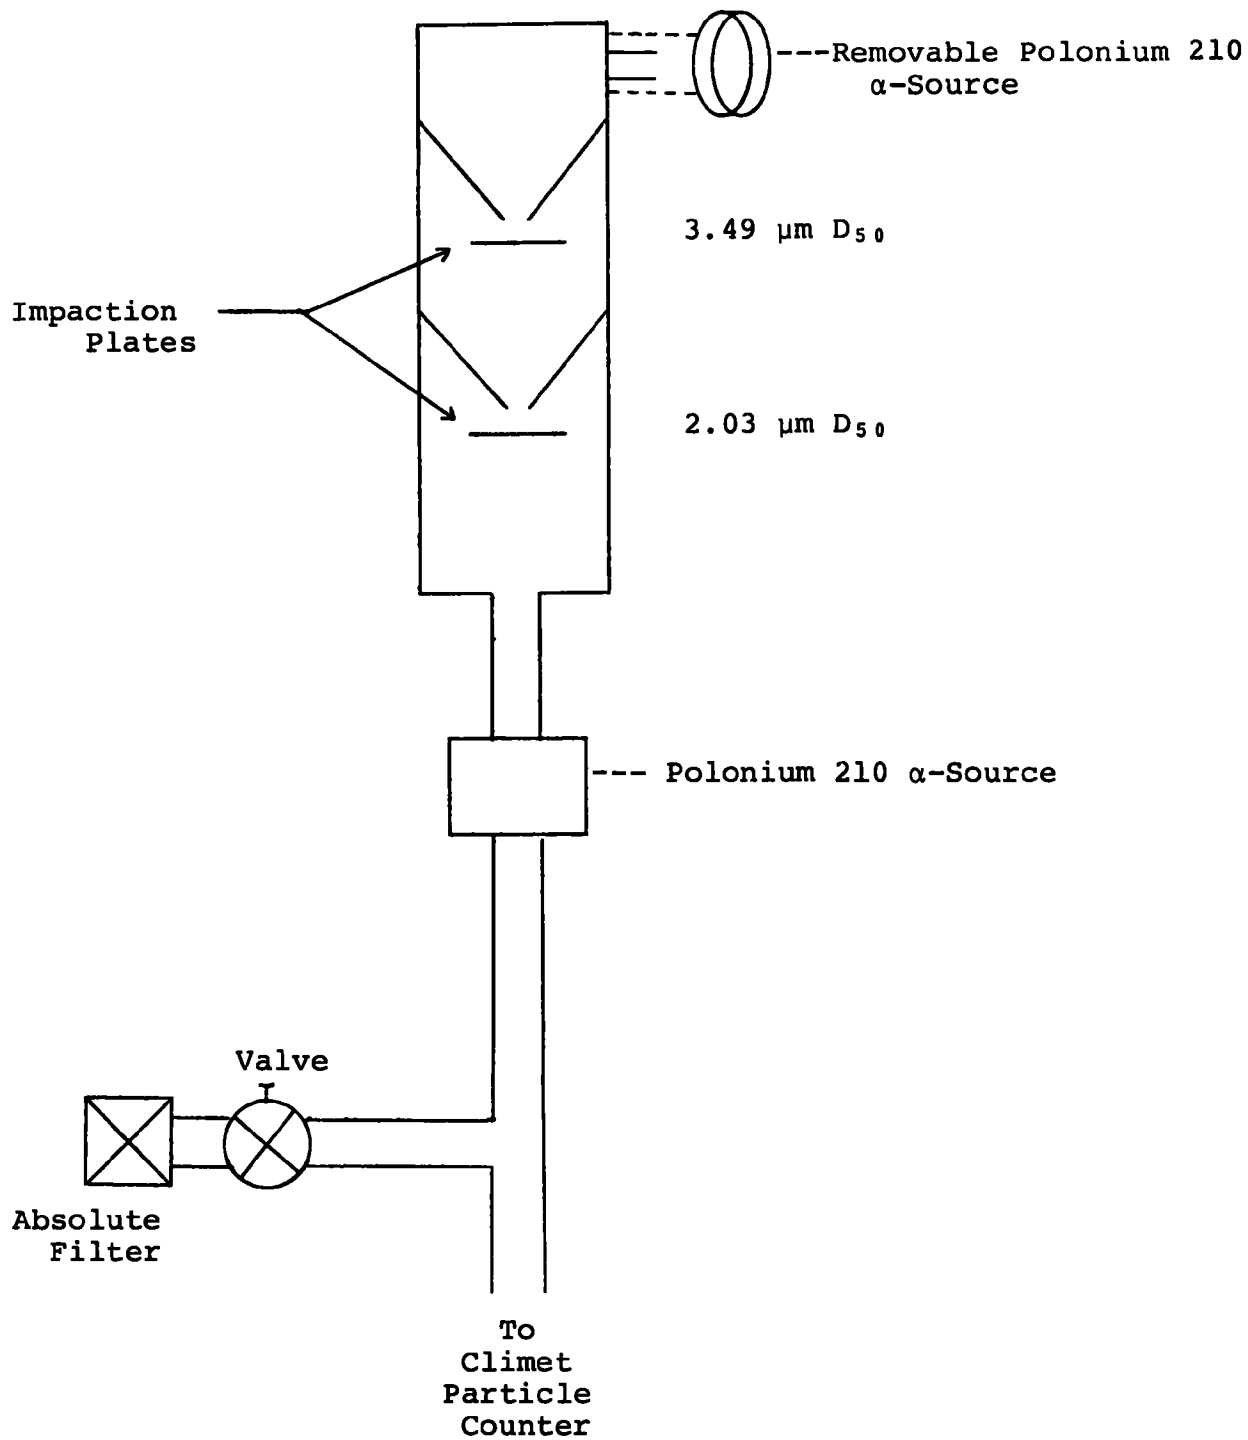 Removable Polonium 210
α-Source
3.49 μm D₅₀
Impaction
Plates
2.03 μm D₅₀
Polonium 210 α-Source
Valve
Absolute
Filter
To
Climet
Particle
Counter